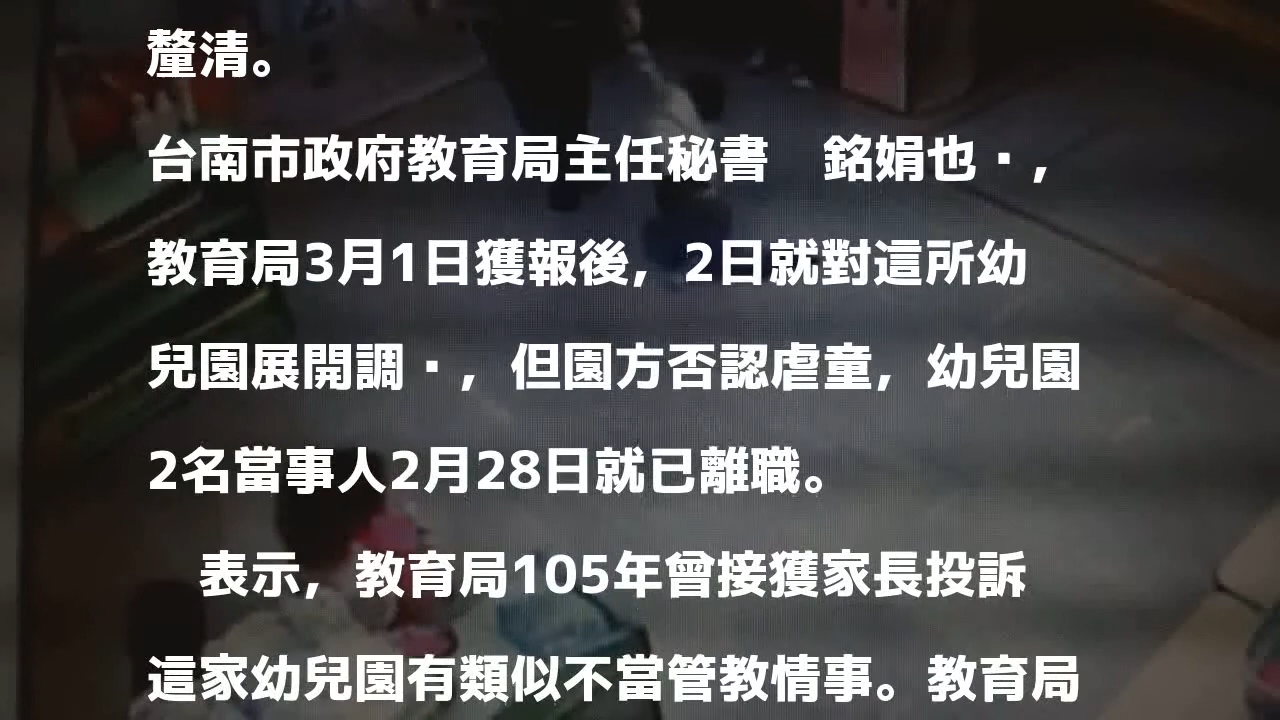 釐清。
台南市政府教育局主任秘書　銘娟也▪，
教育局3月1日獲報後，2日就對這所幼
兒園展開調▪，但園方否認虐童，幼兒園
2名當事人2月28日就已離職。
　表示，教育局105年曾接獲家長投訴
這家幼兒園有類似不當管教情事。教育局